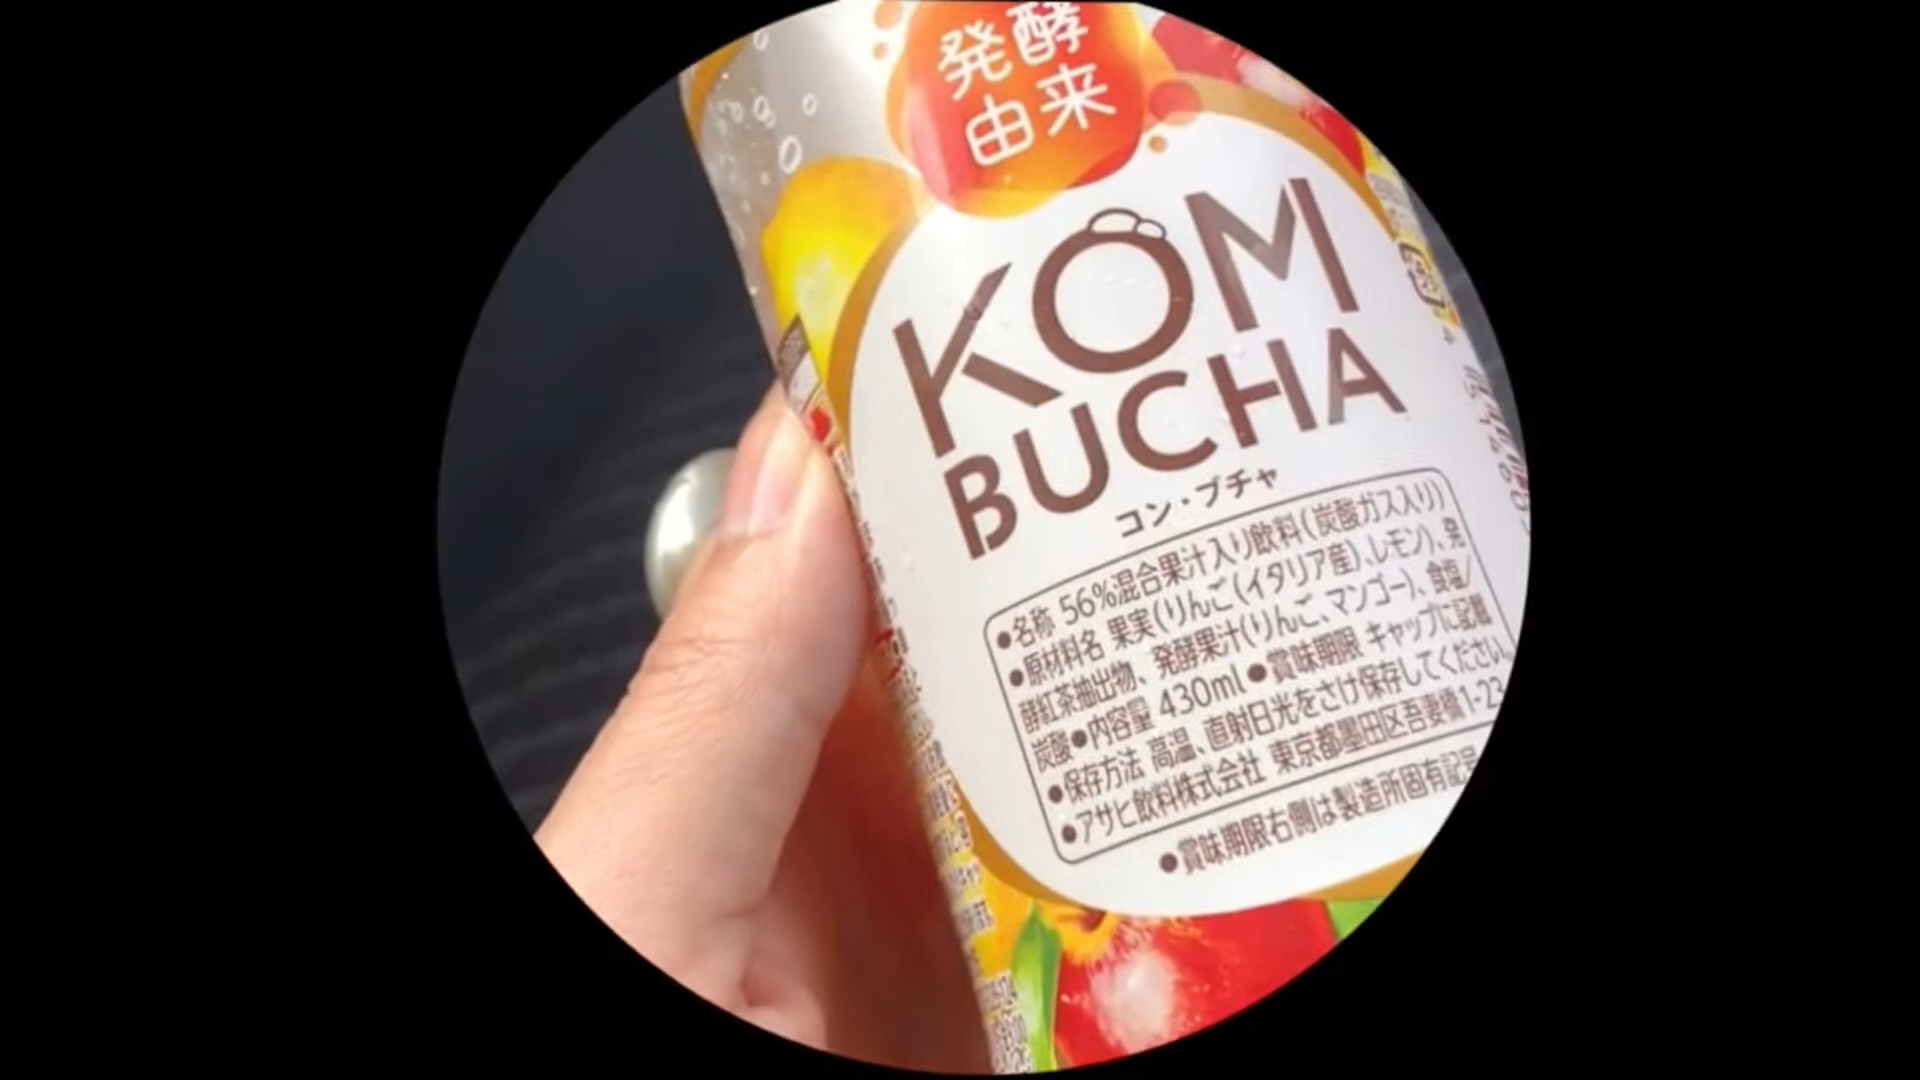 発酵
由来
KOM
BUCHA
コン・ブチャ
●名称 56%混合果汁入り飲料(炭酸ガス入り)
●原材料名 果実(りんご(イタリア産)、レモン)、発
酵紅茶抽出物、発酵果汁(りんご、マンゴー)、食塩/
炭酸●内容量 430ml●賞味期限 キャップに記載
●保存方法 高温、直射日光をさけ保存してください。
●アサヒ飲料株式会社 東京都墨田区吾妻橋1-23
●賞味期限右側は製造所固有記号